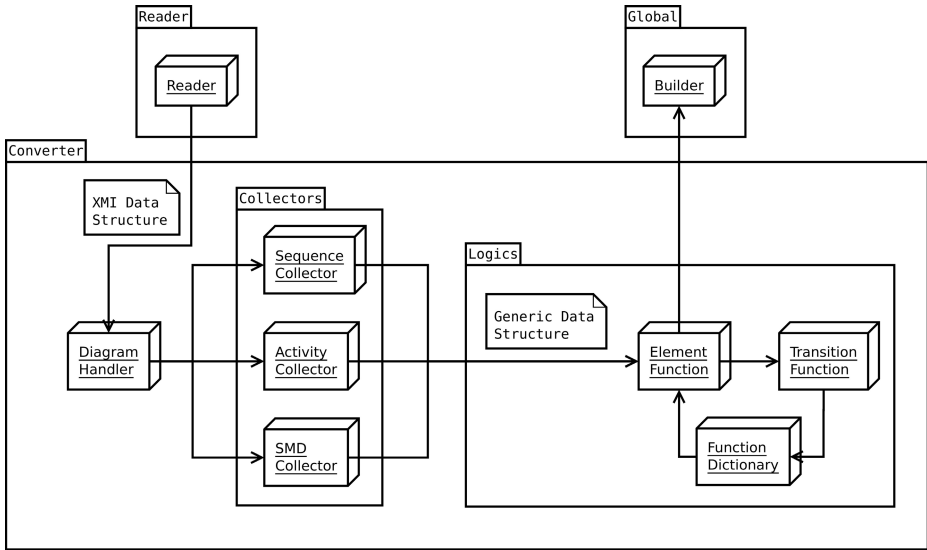 Reader
Reader
Global
Builder
Converter
XMI Data
Structure
Collectors
Sequence
Collector
Logics
Generic Data
Structure
Diagram
Handler
Activity
Collector
Element
Function
Transition
Function
SMD
Collector
Function
Dictionary